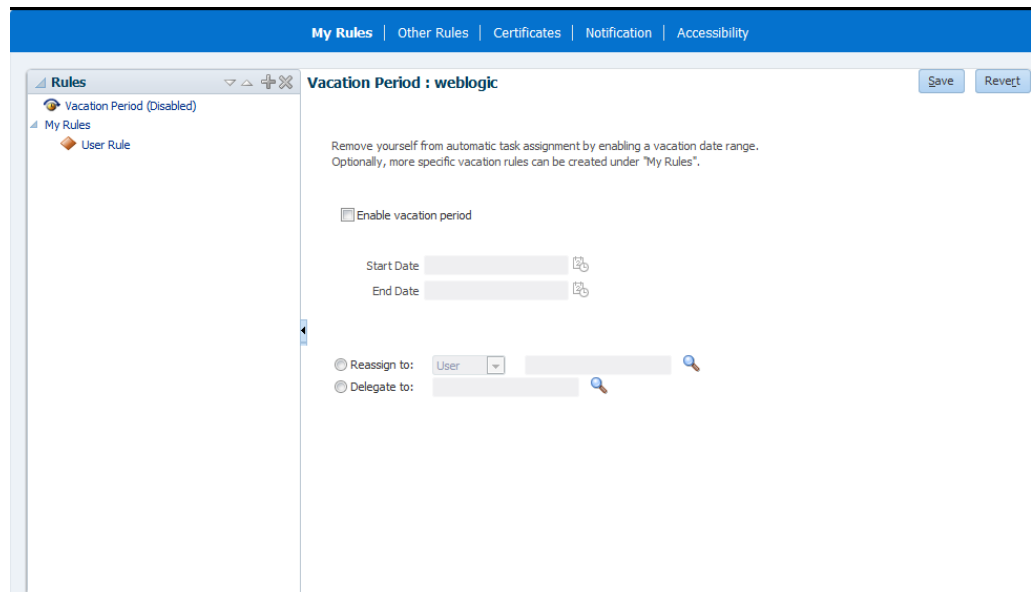 My Rules | Other Rules | Certificates | Notification | Accessibility
Rules
Vacation Period (Disabled)
My Rules
User Rule
Vacation Period : weblogic
Save Revert
Remove yourself from automatic task assignment by enabling a vacation date range.
Optionally, more specific vacation rules can be created under "My Rules".
Enable vacation period
Start Date
End Date
Reassign to: User
Delegate to: